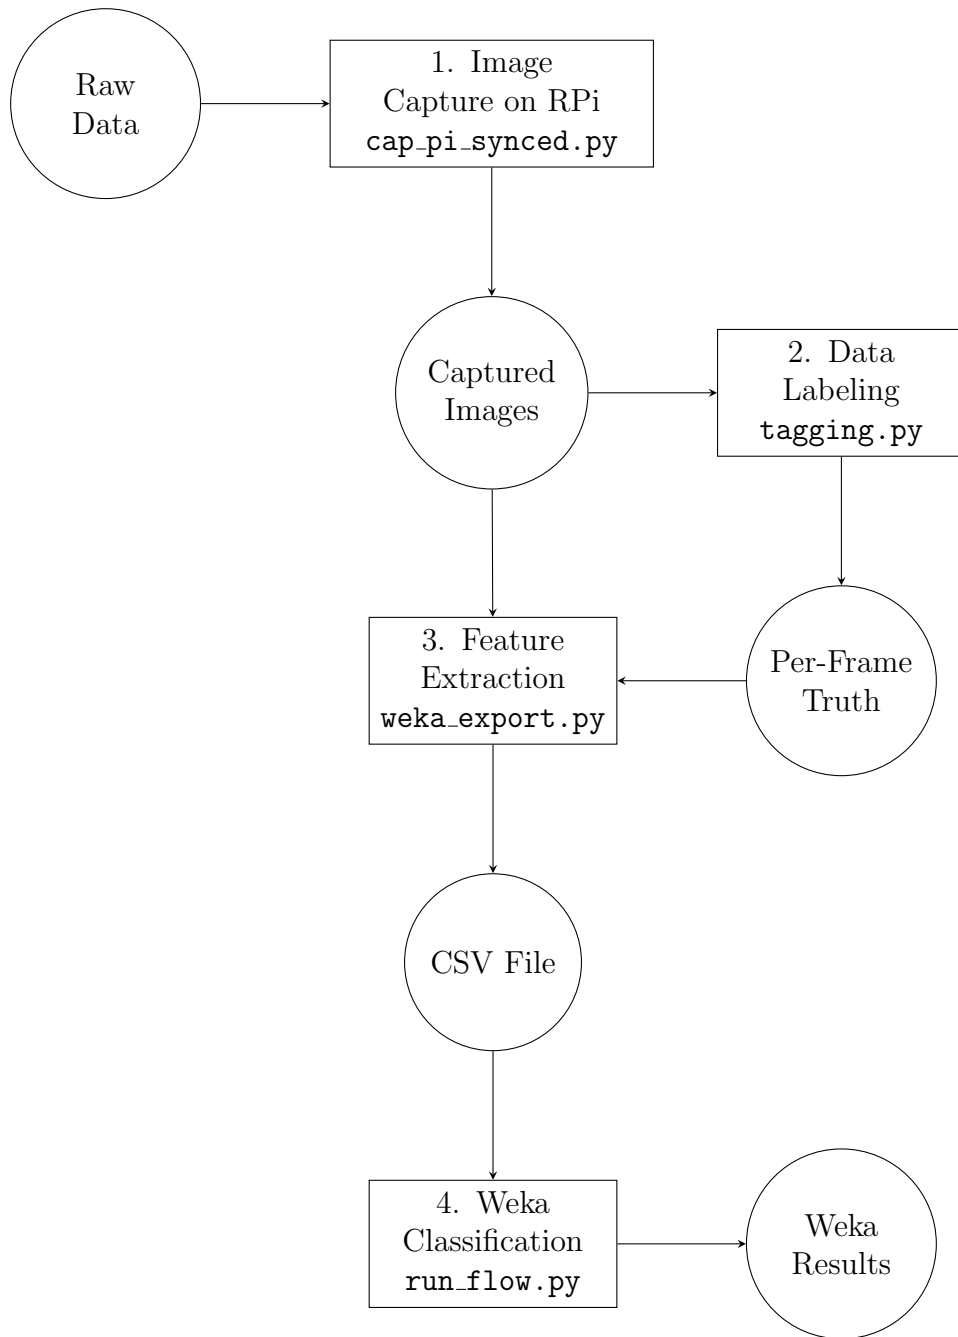 Raw
Data
1. Image
Capture on RPi
cap_pi_synced.py
Captured
Images
2. Data
Labeling
tagging.py
3. Feature
Extraction
weka_export.py
Per-Frame
Truth
CSV File
4. Weka
Classification
run_flow.py
Weka
Results